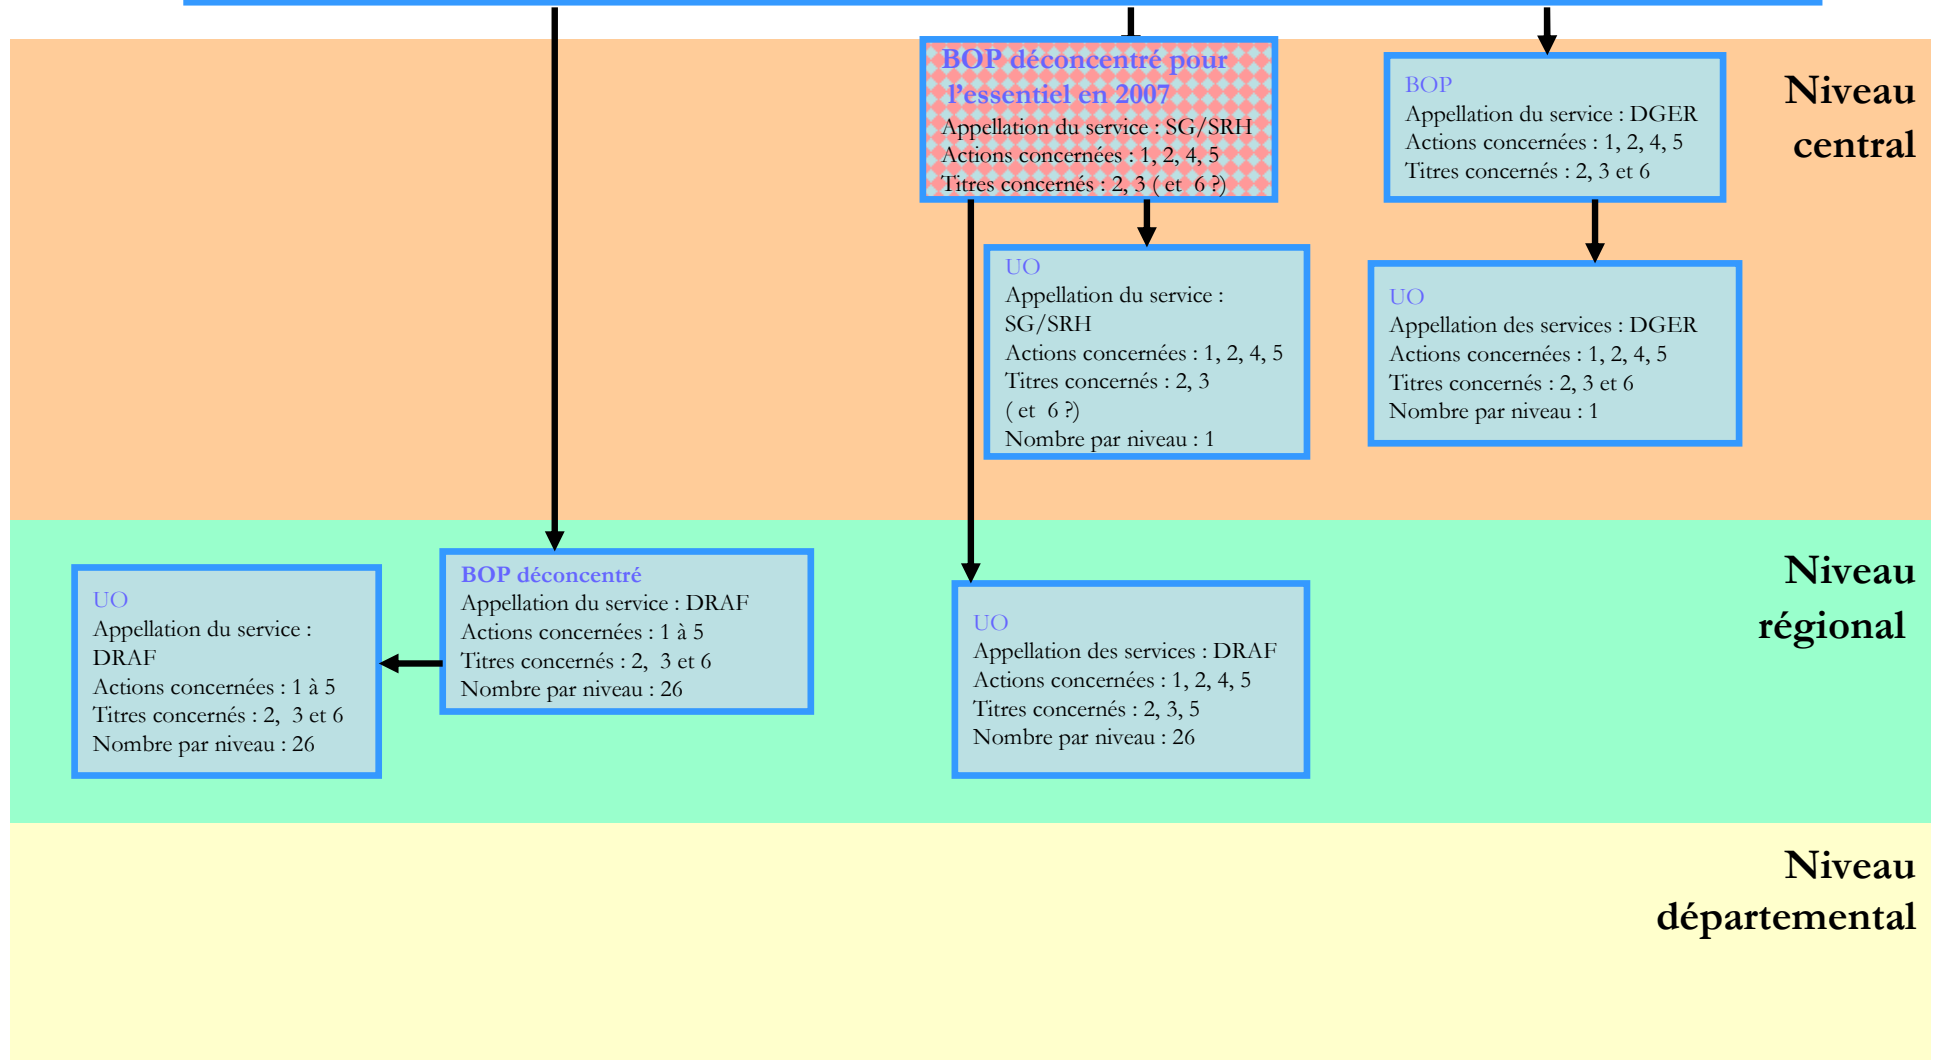 BOP déconcentré pour
l'essentiel en 2007
Appellation du service : SG/SRH
Actions concernées : 1, 2, 4, 5
Titres concernés : 2, 3 ( et  6 ?)
BOP
Appellation du service : DGER
Actions concernées : 1, 2, 4, 5
Titres concernés : 2, 3 et 6
Niveau
central
UO
Appellation du service :
SG/SRH
Actions concernées : 1, 2, 4, 5
Titres concernés : 2, 3
( et  6 ?)
Nombre par niveau : 1
UO
Appellation des services : DGER
Actions concernées : 1, 2, 4, 5
Titres concernés : 2, 3 et 6
Nombre par niveau : 1
UO
Appellation du service :
DRAF
Actions concernées : 1 à 5
Titres concernés : 2,  3 et 6
Nombre par niveau : 26
BOP déconcentré
Appellation du service : DRAF
Actions concernées : 1 à 5
Titres concernés : 2,  3 et 6
Nombre par niveau : 26
UO
Appellation des services : DRAF
Actions concernées : 1, 2, 4, 5
Titres concernés : 2, 3, 5
Nombre par niveau : 26
Niveau
régional
Niveau
départemental